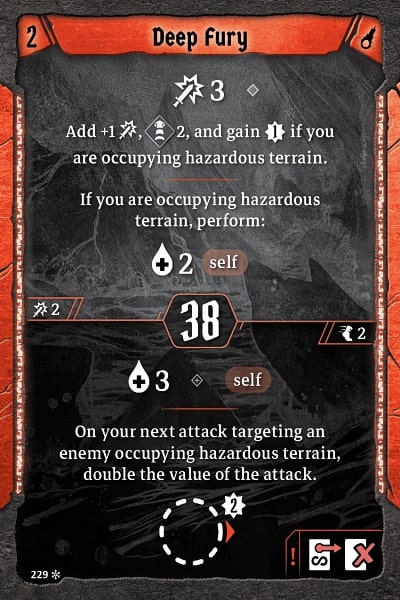 2
Deep Fury
3
Add +1, 2, and gain 1 if you
are occupying hazardous terrain.
If you are occupying hazardous
terrain, perform:
2 self
2
38
2
3 self
On your next attack targeting an
enemy occupying hazardous terrain,
double the value of the attack.
2
!
S
229